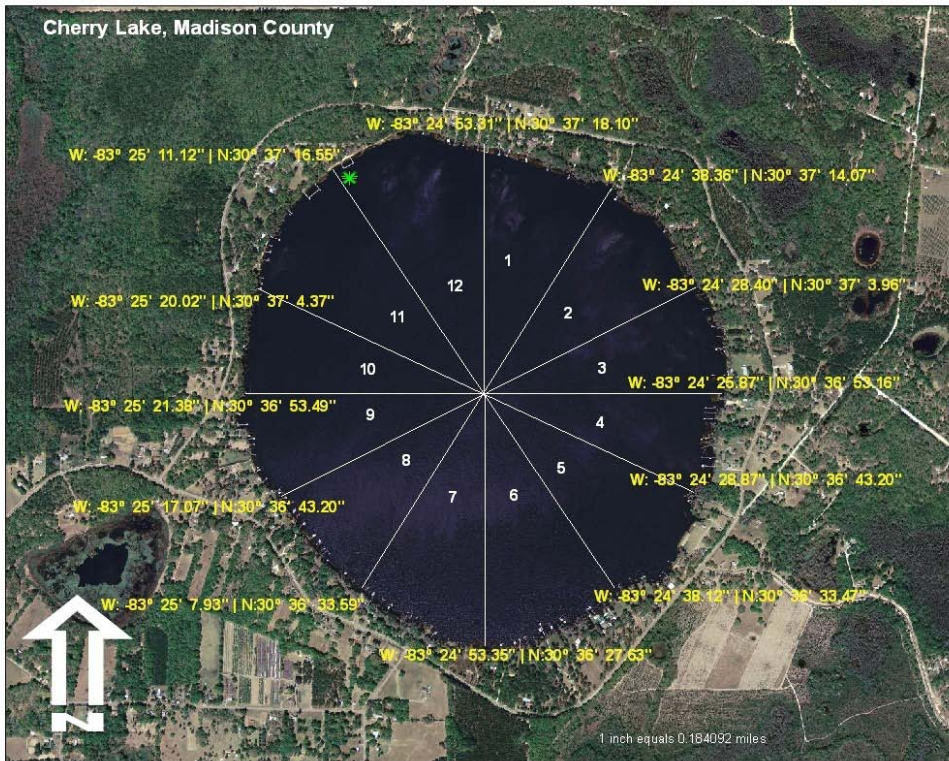 Cherry Lake, Madison County
W: -83° 24' 53.31'' | N:30° 37' 18.10''
W: -83° 25' 11.12'' | N:30° 37' 16.55''
W: -83° 24' 38.36'' | N:30° 37' 14.07''
1
12
W: -83° 24' 28.40'' | N:30° 37' 3.96''
W: -83° 25' 20.02'' | N:30° 37' 4.37''
2
11
3
10
W: -83° 24' 25.87'' | N:30° 36' 53.16''
W: -83° 25' 21.38'' | N:30° 36' 53.49''
9
4
8
5
W: -83° 24' 28.87'' | N:30° 36' 43.20''
7
6
W: -83° 25' 17.07'' | N:30° 36' 43.20''
W: -83° 24' 38.12'' | N:30° 36' 33.47''
W: -83° 25' 7.93'' | N:30° 36' 33.59''
W: -83° 24' 53.35'' | N:30° 36' 27.63''
N
1 inch equals 0.184092 miles